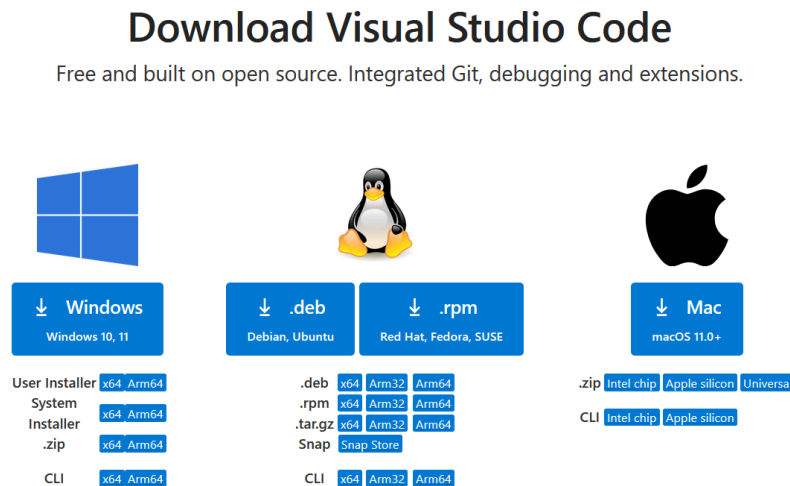 Download Visual Studio Code
Free and built on open source. Integrated Git, debugging and extensions.
Windows
Windows 10, 11
User Installer x64 Arm64
System Installer x64 Arm64
.zip x64 Arm64
CLI x64 Arm64
.deb
Debian, Ubuntu
.rpm
Red Hat, Fedora, SUSE
.deb x64 Arm32 Arm64
.rpm x64 Arm32 Arm64
.tar.gz x64 Arm32 Arm64
Snap Snap Store
CLI x64 Arm32 Arm64
Mac
macOS 11.0+
.zip Intel chip Apple silicon Universa
CLI Intel chip Apple silicon